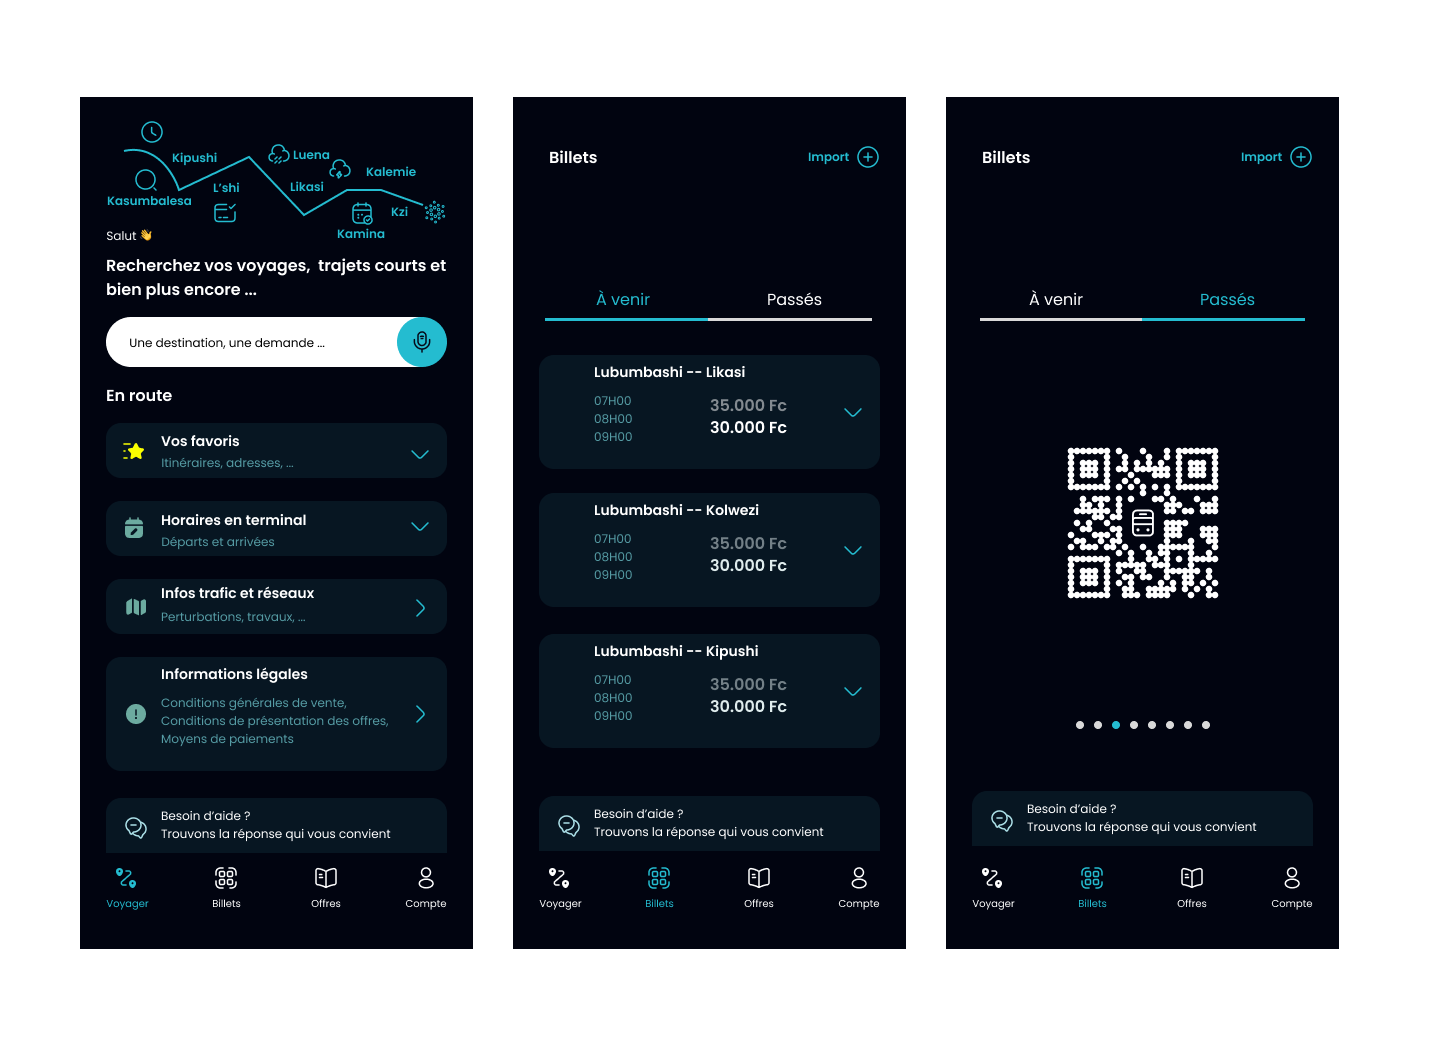 Kipushi
Luena
Kalemie
L'shi
Likasi
Kasumbalesa
Kzi
Kamina
Salut 👋
Recherchez vos voyages, trajets courts et
bien plus encore ...
Une destination, une demande ...
En route
Vos favoris
Itinéraires, adresses, ...
Horaires en terminal
Départs et arrivées
Infos trafic et réseaux
Perturbations, travaux, ...
Informations légales
Conditions générales de vente,
Conditions de présentation des offres,
Moyens de paiements
Besoin d'aide ?
Trouvons la réponse qui vous convient
Voyager
Billets
Offres
Compte
Billets
Import
À venir
Passés
Lubumbashi -- Likasi
07H00
08H00
09H00
35.000 Fc
30.000 Fc
Lubumbashi -- Kolwezi
07H00
08H00
09H00
35.000 Fc
30.000 Fc
Lubumbashi -- Kipushi
07H00
08H00
09H00
35.000 Fc
30.000 Fc
Besoin d'aide ?
Trouvons la réponse qui vous convient
Voyager
Billets
Offres
Compte
Billets
Import
À venir
Passés
Besoin d'aide ?
Trouvons la réponse qui vous convient
Voyager
Billets
Offres
Compte